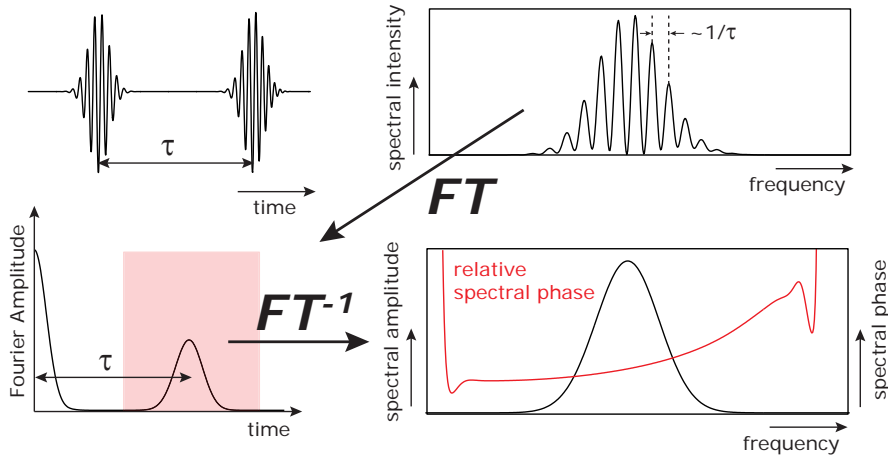 τ
time
spectral intensity
~1/τ
frequency
FT
Fourier Amplitude
τ
time
FT-1
spectral amplitude
relative
spectral phase
spectral phase
frequency